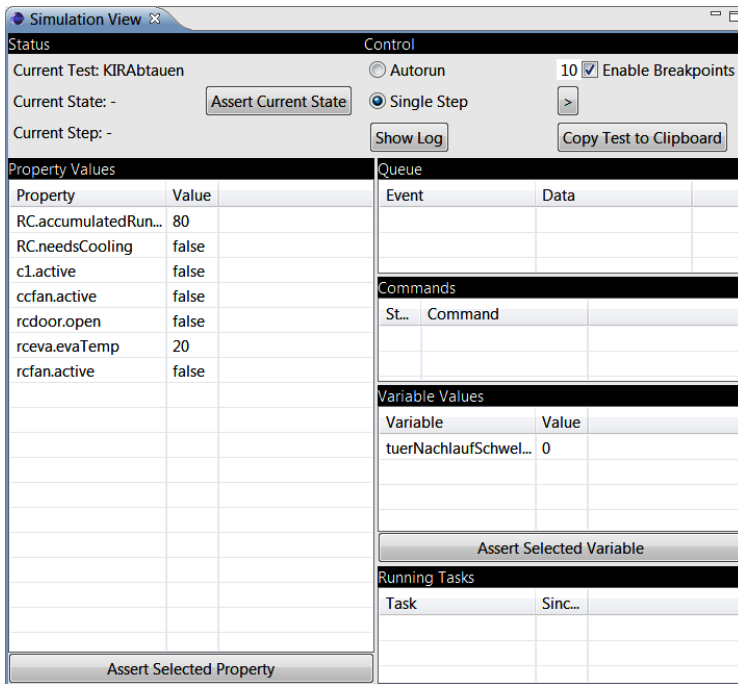 Simulation View
Status
Current Test: KIRAbtauen
Current State: -
Assert Current State
Current Step: -
Control
Autorun
10 Enable Breakpoints
Single Step
>
Show Log
Copy Test to Clipboard
Property Values
Property Value
RC.accumulatedRun... 80
RC.needsCooling false
c1.active false
ccfan.active false
rcdoor.open false
rceva.evaTemp 20
rcfan.active false
Assert Selected Property
Queue
Event Data
Commands
St... Command
Variable Values
Variable Value
tuerNachlaufSchwel... 0
Assert Selected Variable
Running Tasks
Task Sinc...